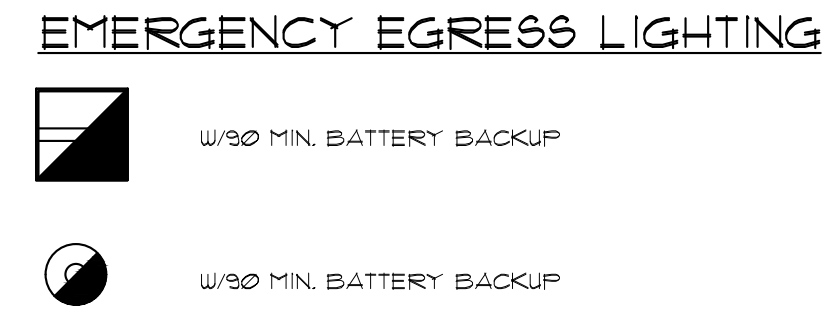 EMERGENCY EGRESS LIGHTING
W/90 MIN. BATTERY BACKUP
W/90 MIN. BATTERY BACKUP